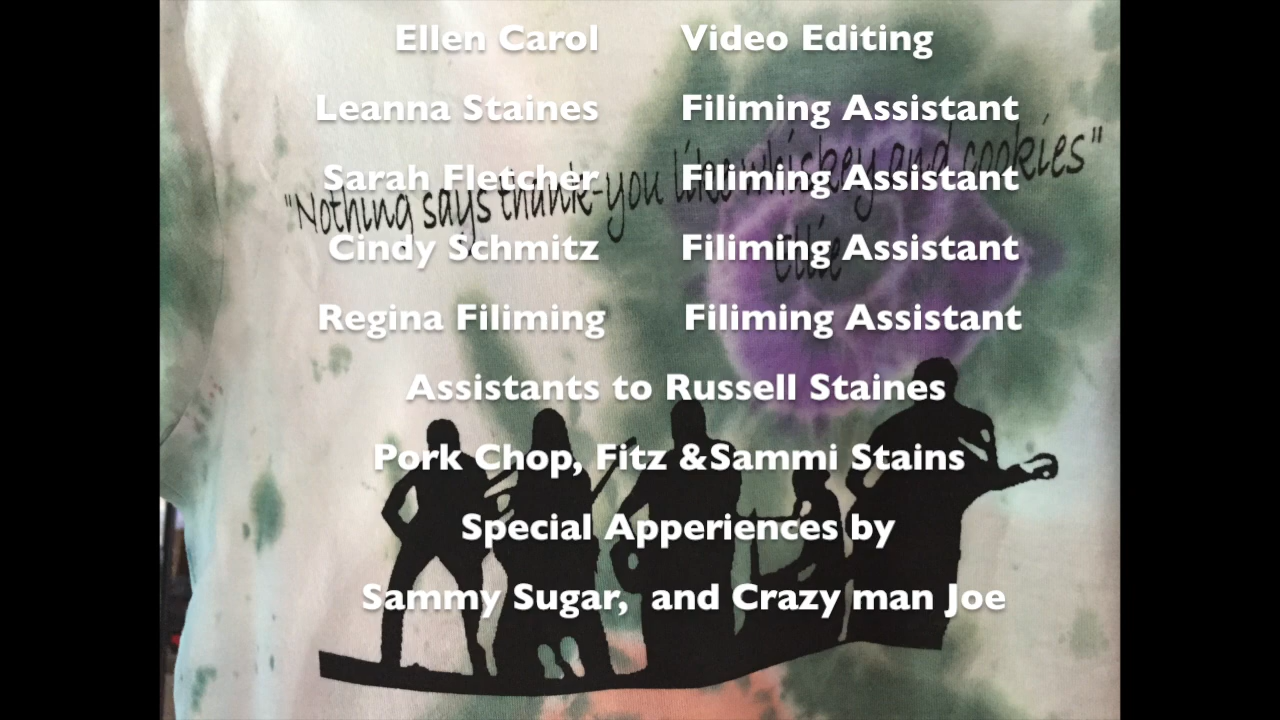 Ellen Carol Video Editing
Leanna Staines Filiming Assistant
Sarah Fletcher Filiming Assistant
Cindy Schmitz Filiming Assistant
Regina Filiming Filiming Assistant
Assistants to Russell Staines
Pork Chop, Fitz &Sammi Stains
Special Apperiences by
Sammy Sugar, and Crazy man Joe
"Nothing says thank-you like whiskey and cookies"
Ellie